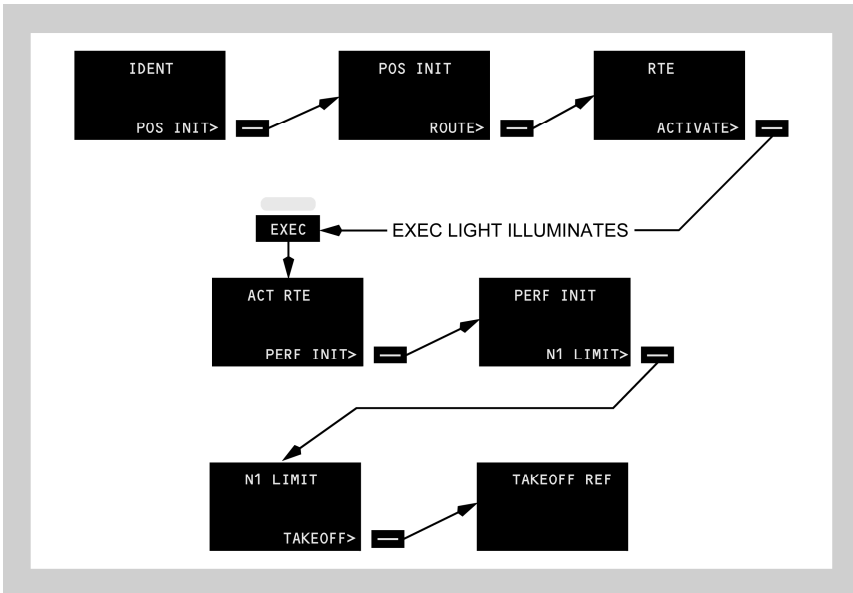 IDENT
POS INIT>
POS INIT
ROUTE>
RTE
ACTIVATE>
EXEC
EXEC LIGHT ILLUMINATES
ACT RTE
PERF INIT>
PERF INIT
N1 LIMIT>
N1 LIMIT
TAKEOFF>
TAKEOFF REF